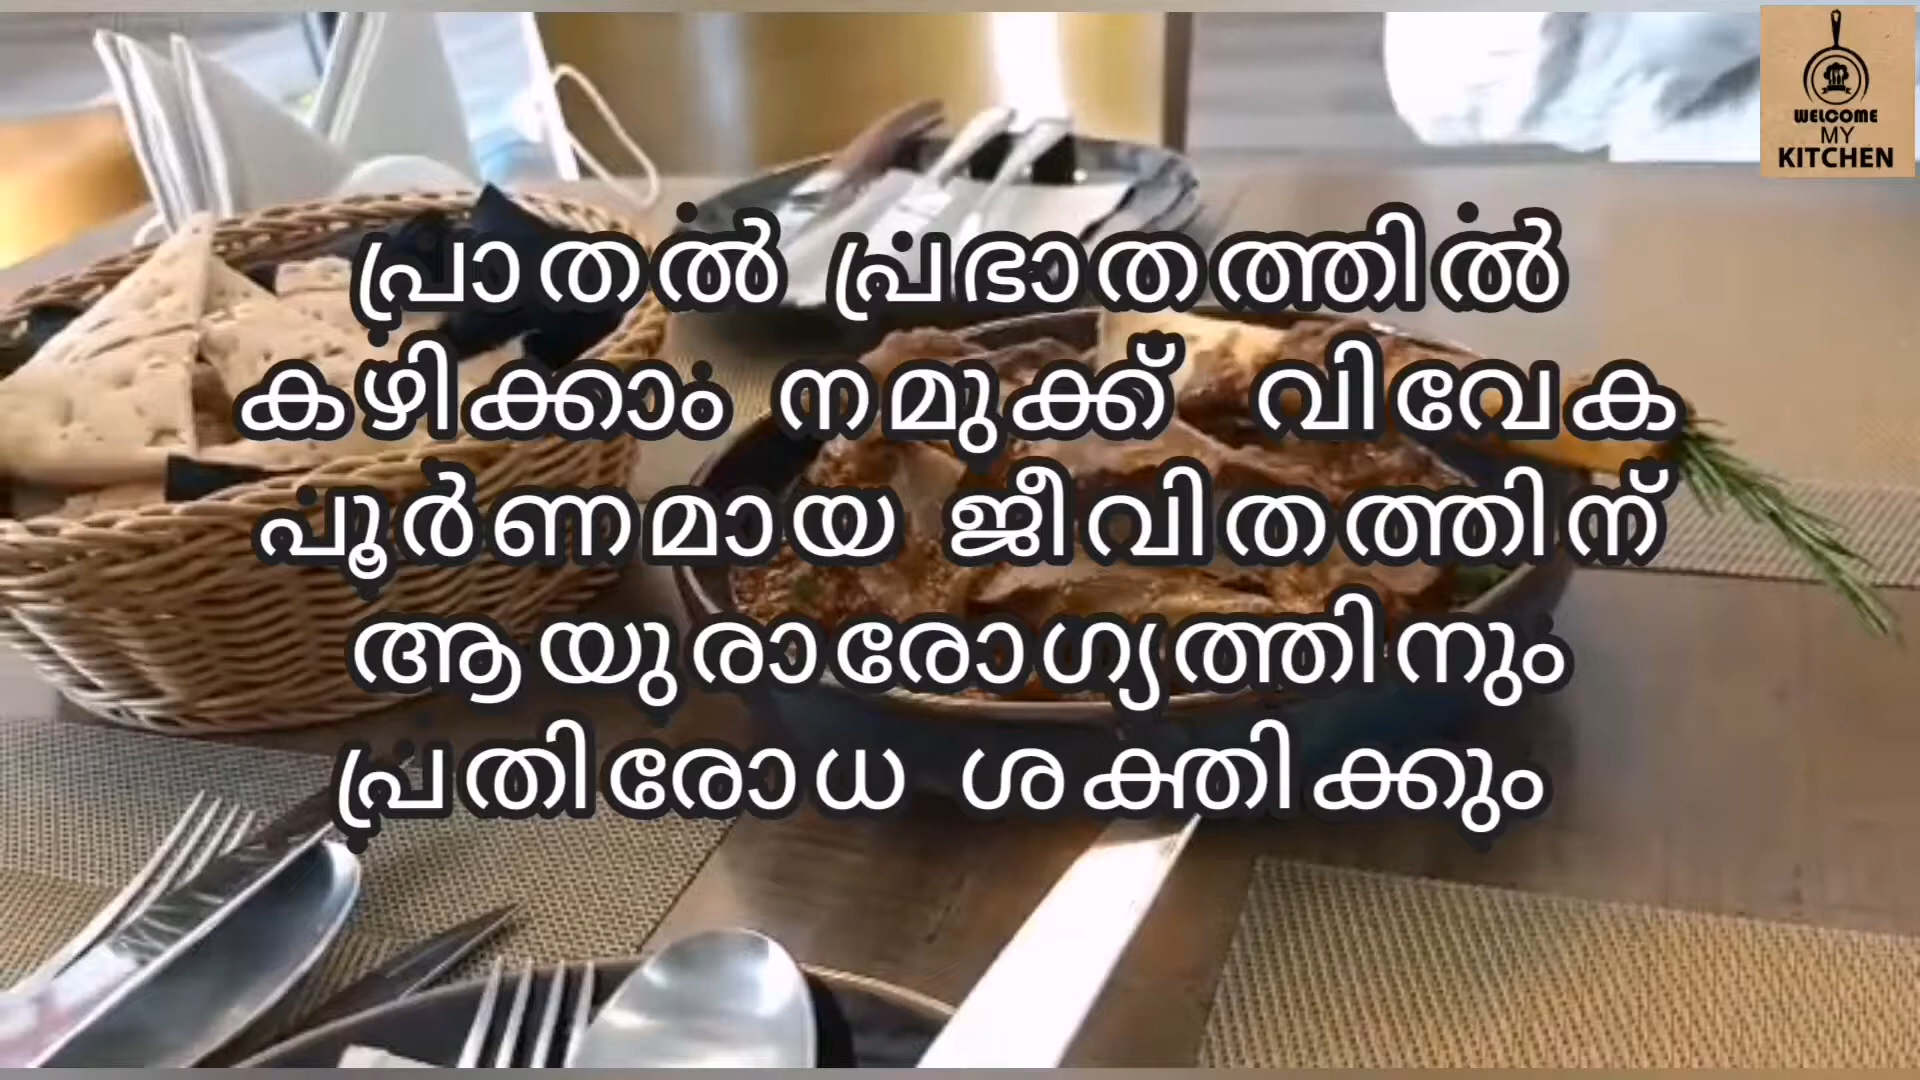 WELCOME
MY
KITCHEN
പ്രാതൽ പ്രഭാതത്തിൽ
കഴിക്കാം നമുക്ക് വിവേക
പൂർണമായ ജീവിതത്തിന്
ആയുരാരോഗ്യത്തിനും
പ്രതിരോധ ശക്തിക്കും